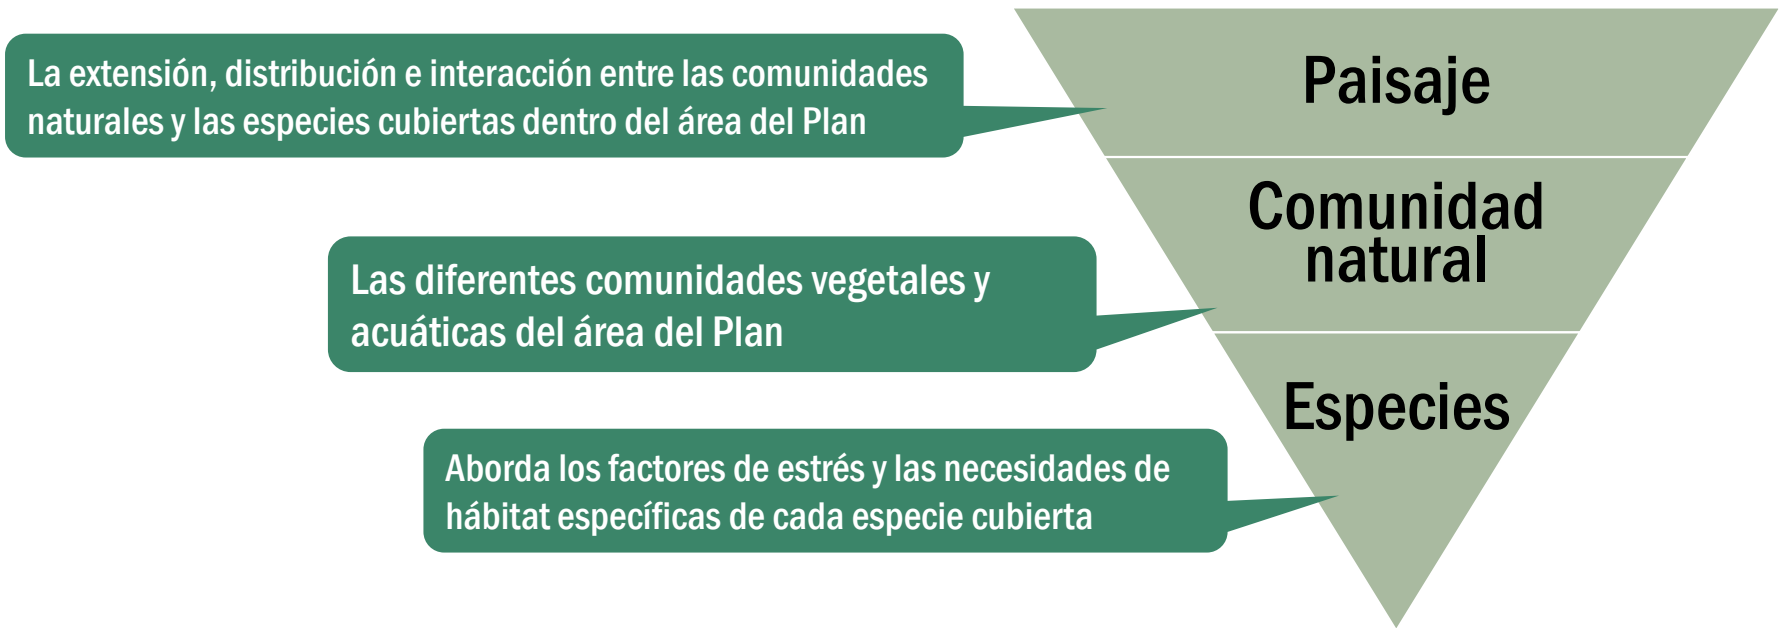 La extensión, distribución e interacción entre las comunidades
naturales y las especies cubiertas dentro del área del Plan
Paisaje
Las diferentes comunidades vegetales y
acuáticas del área del Plan
Comunidad
natural
Aborda los factores de estrés y las necesidades de
hábitat específicas de cada especie cubierta
Especies